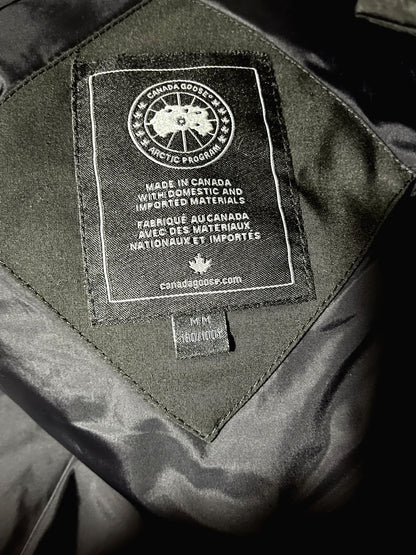 CANADA GOOSE®
ARCTIC PROGRAM
MADE IN CANADA
WITH DOMESTIC AND
IMPORTED MATERIALS
FABRIQUÉ AU CANADA
AVEC DES MATÉRIAUX
NATIONAUX ET IMPORTÉS
canadagoose.com
M/M